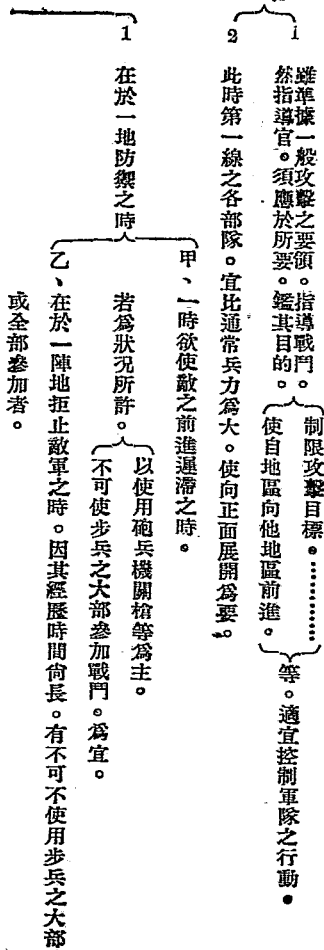 1
雖準據一般攻擊之要領。指導戰鬥。
然指導官。須應於所要。鑑其目的。
制限攻擊目標。…………
使自地區向他地區前進。
等。適宜控制軍隊之行動。
2
此時第一線之各部隊。宜比通常兵力爲大。使向正面展開爲要。
1
在於一地防禦之時
甲、一時欲使敵之前進遲滯之時。
若爲狀況所許。
以使用砲兵機關槍等爲主。
不可使步兵之大部參加戰鬥。爲宜。
乙、在於一陣地拒止敵軍之時。因其經歷時間尙長。有不可不使用步兵之大部
或全部參加者。